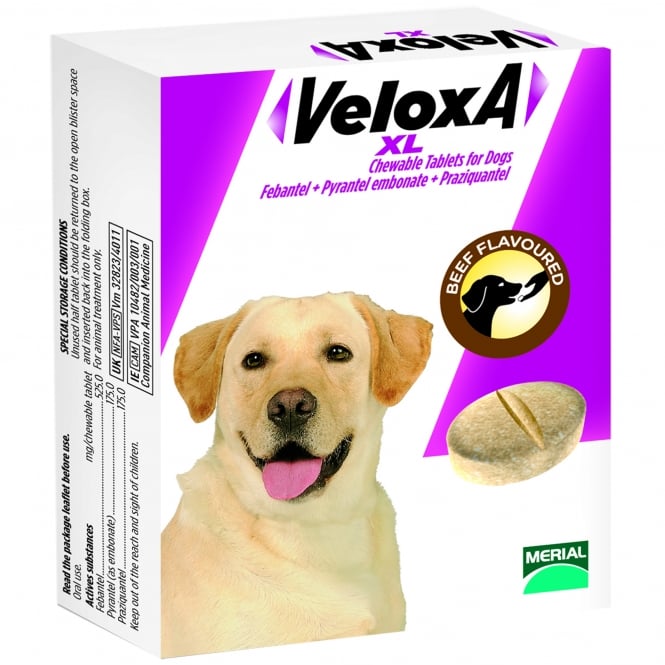 VeloxA
XL
VeloxA
XL
Chewable Tablets for Dogs
Febantel + Pyrantel embonate + Praziquantel
BEEF FLAVOURED
MERIAL
Read the package leaflet before use.
Oral use.
Actives substances mg/chewable tablet
Febantel............525.0
Pyrantel (as embonate)............175.0
Praziquantel............175.0
Keep out of the reach and sight of children.
SPECIAL STORAGE CONDITIONS
Unused half tablet should be returned to the open blister space
and inserted back into the folding box.
For animal treatment only.
UK NFA-VPS Vm 32823/4011
IE CAM VPA 10482/003/001
Companion Animal Medicine